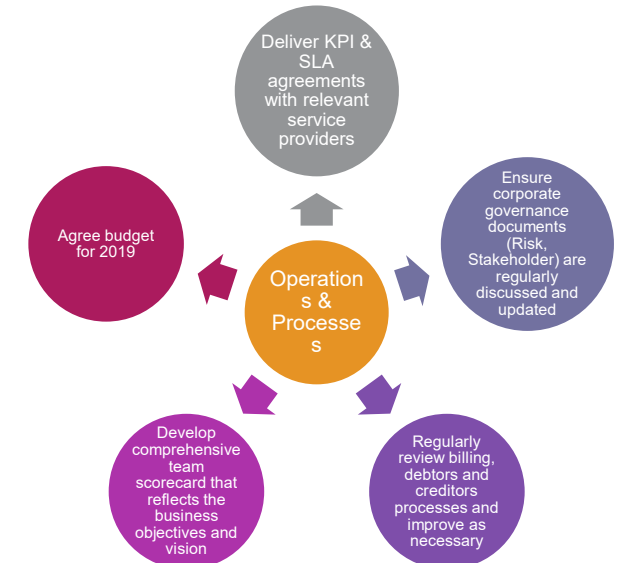 Deliver KPI &
SLA
agreements
with relevant
service
providers
Ensure
corporate
governance
documents
(Risk,
Stakeholder) are
regularly
discussed and
updated
Agree budget
for 2019
Operation
s &
Processe
s
Develop
comprehensive
team
scorecard that
reflects the
business
objectives and
vision
Regularly
review billing,
debtors and
creditors
processes and
improve as
necessary